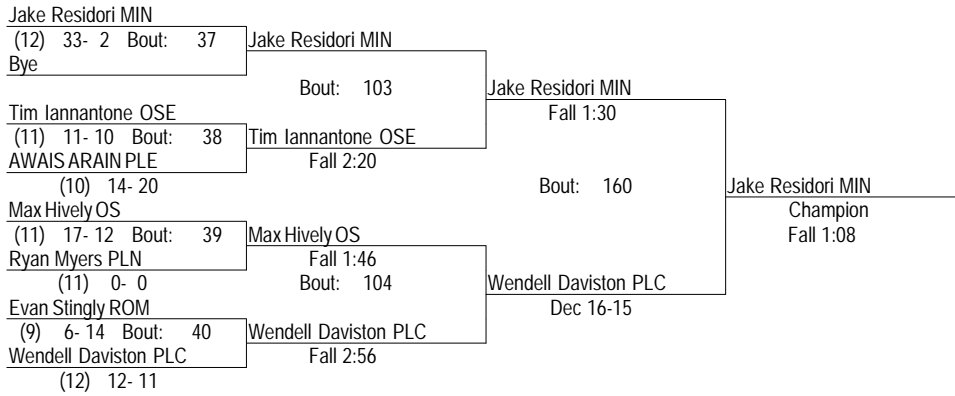 Jake Residori MIN
(12) 33- 2 Bout: 37 Jake Residori MIN
Bye
Bout: 103 Jake Residori MIN
Tim Iannantone OSE Fall 1:30
(11) 11- 10 Bout: 38 Tim Iannantone OSE
AWAIS ARAIN PLE Fall 2:20
(10) 14- 20 Bout: 160 Jake Residori MIN
Max Hively OS Champion
(11) 17- 12 Bout: 39 Max Hively OS Fall 1:08
Ryan Myers PLN Fall 1:46
(11) 0- 0 Bout: 104 Wendell Daviston PLC
Evan Stingly ROM Dec 16-15
(9) 6- 14 Bout: 40 Wendell Daviston PLC
Wendell Daviston PLC Fall 2:56
(12) 12- 11